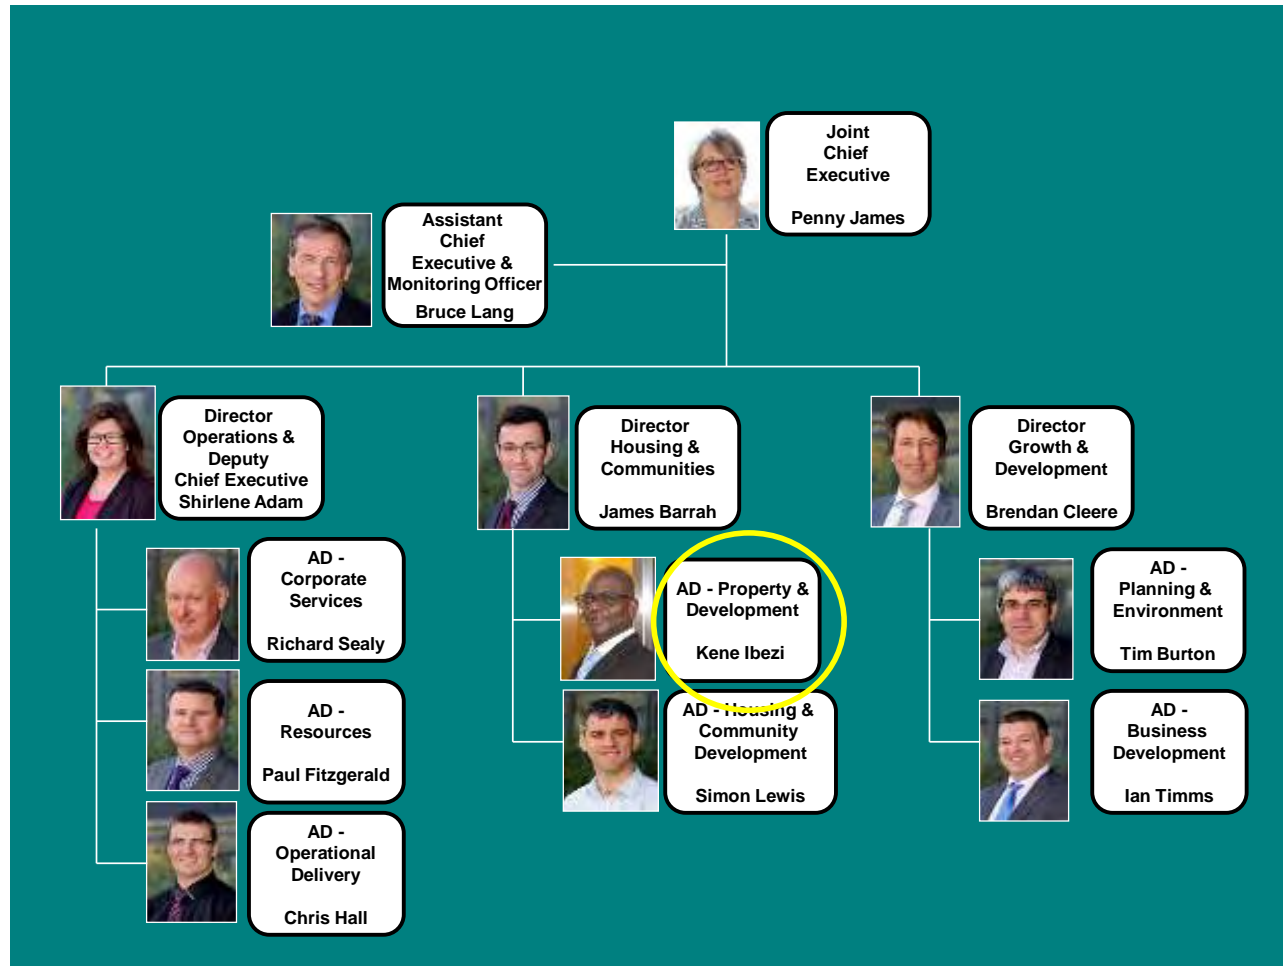 Joint
Chief
Executive
Penny James
Assistant
Chief
Executive &
Monitoring Officer
Bruce Lang
Director
Operations &
Deputy
Chief Executive
Shirlene Adam
Director
Housing &
Communities
James Barrah
Director
Growth &
Development
Brendan Cleere
AD -
Corporate
Services
Richard Sealy
AD - Property &
Development
Kene Ibezi
AD -
Planning &
Environment
Tim Burton
AD -
Resources
Paul Fitzgerald
AD - Housing &
Community
Development
Simon Lewis
AD -
Business
Development
Ian Timms
AD -
Operational
Delivery
Chris Hall